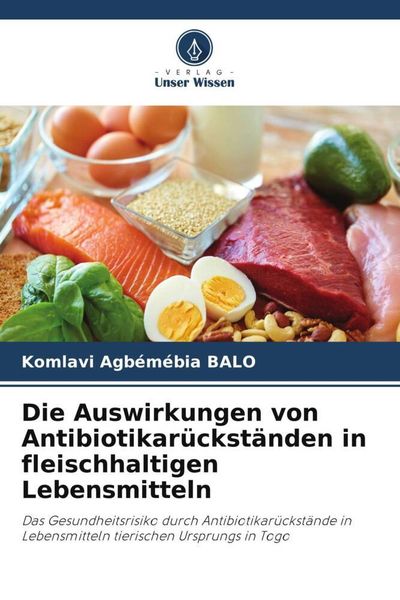 - VERLAG -
Unser Wissen
Komlavi Agbémébia BALO
Die Auswirkungen von
Antibiotikarückständen in
fleischhaltigen
Lebensmitteln
Das Gesundheitsrisiko durch Antibiotikarückstände in
Lebensmitteln tierischen Ursprungs in Togo